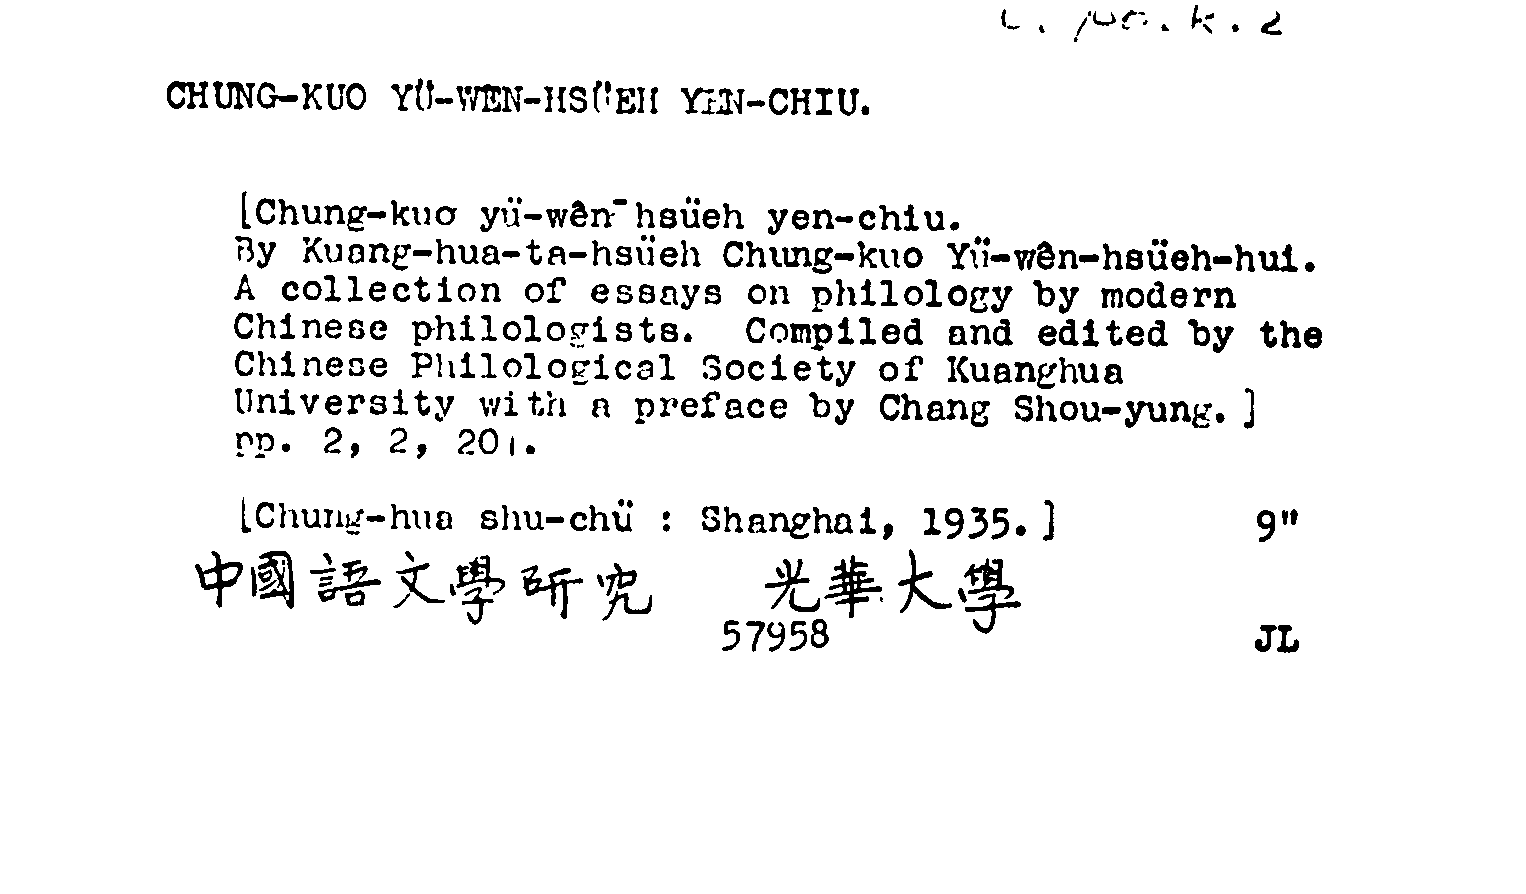 CHUNG-KUO YÜ-WEN-HSÜEH YEN-CHIU.
[Chung-kuo yü-wên-hsüeh yen-chiu.
By Kuang-hua-ta-hsüeh Chung-kuo Yü-wên-hsüeh-hui.
A collection of essays on philology by modern
Chinese philologists. Compiled and edited by the
Chinese Philological Society of Kuanghua
University with a preface by Chang Shou-yung.]
pp. 2, 2, 201.
[Chung-hua shu-chü : Shanghai, 1935.] 9"
中國語文學研究 光華大學
57958 JL